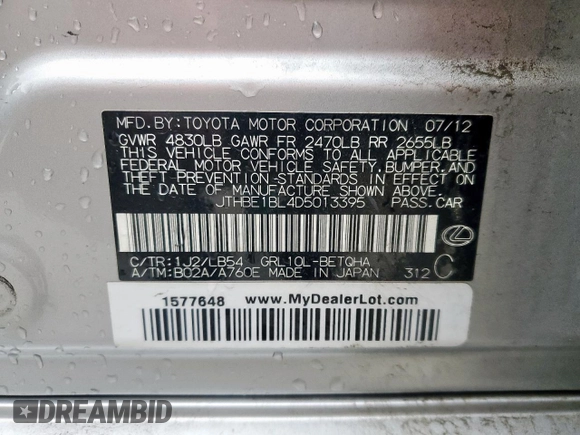 MFD. BY: TOYOTA MOTOR CORPORATION 07/12
GVWR 4830LB GAWR FR 2470LB RR 2655LB
THIS VEHICLE CONFORMS TO ALL APPLICABLE
FEDERAL MOTOR VEHICLE SAFETY, BUMPER, AND
THEFT PREVENTION STANDARDS IN EFFECT ON
THE DATE OF MANUFACTURE SHOWN ABOVE.
JTHBE1BL4D5013395 PASS. CAR
C/TR: 1J2/LB54 GRL10L-BETQHA
A/TM: B02A/A760E MADE IN JAPAN 312 C
1577648 www.MyDealerLot.com
DREAMBID